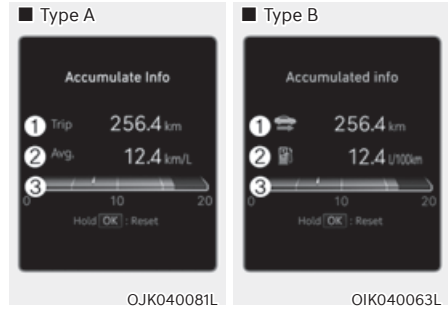 ■ Type A
Accumulate Info
① Trip 256.4 km
② Avg. 12.4 km/L
③
0 10 20
Hold OK : Reset
OJK040081L
■ Type B
Accumulated info
① 256.4 km
② 12.4 L/100km
③
0 10 20
Hold OK : Reset
OIK040063L